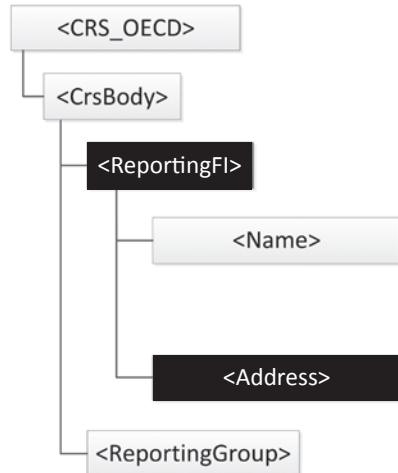 <CRS_OECD>
<CrsBody>
<ReportingFI>
<Name>
<Address>
<ReportingGroup>